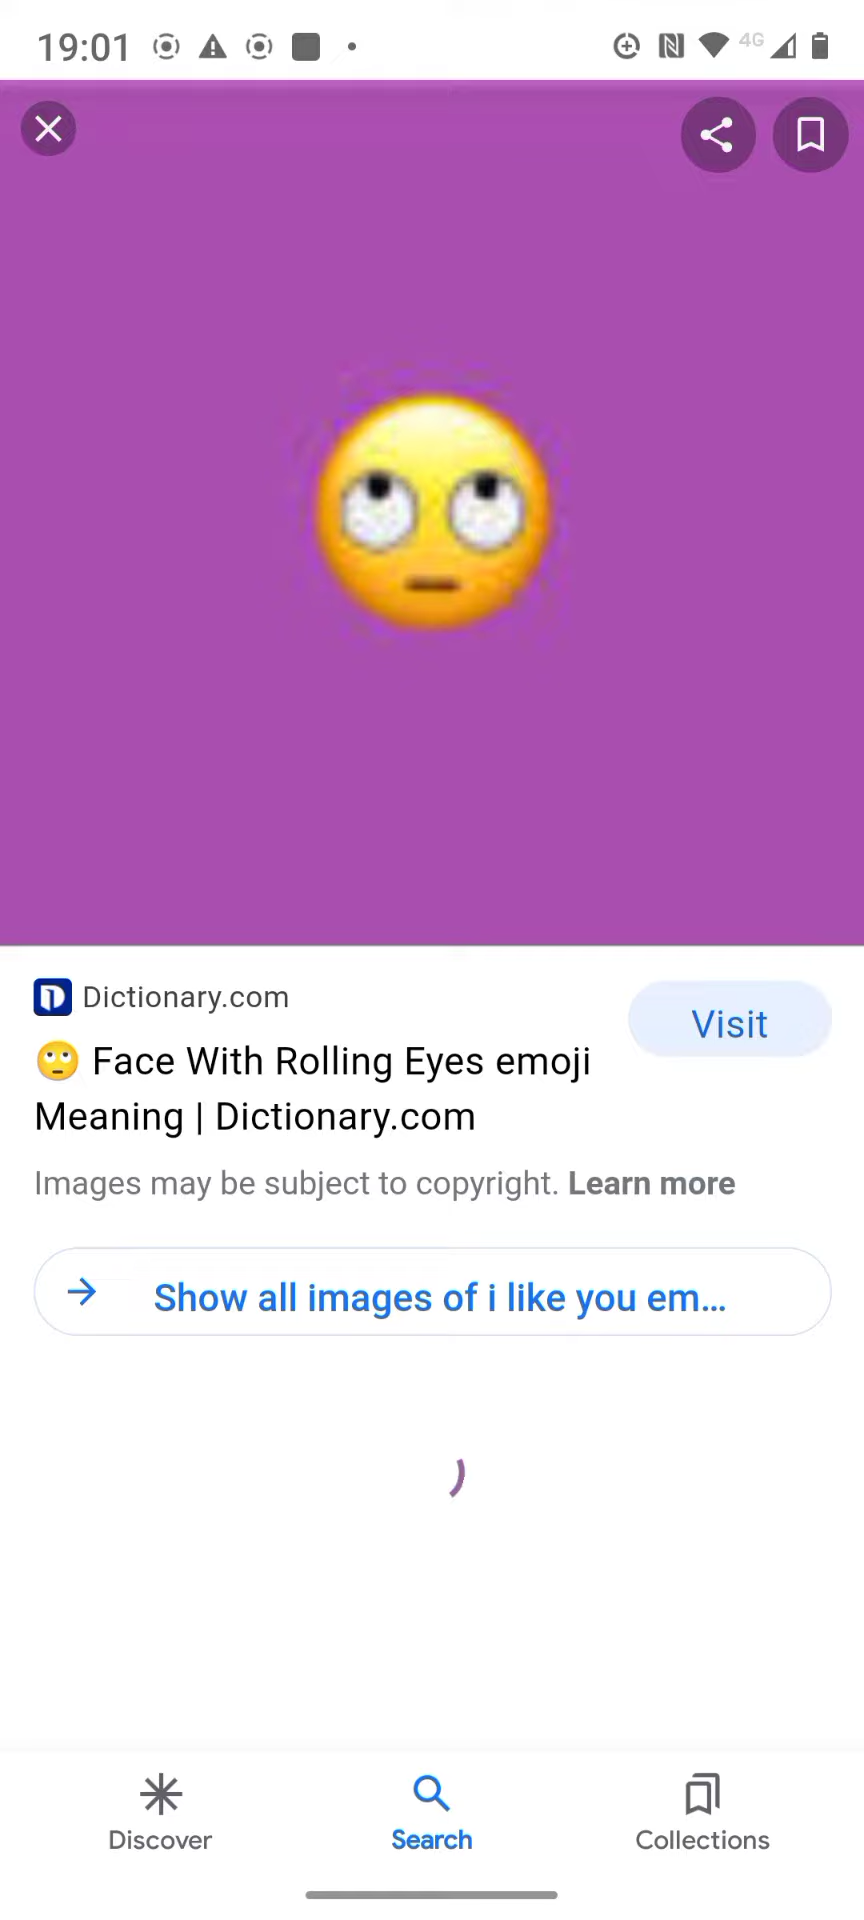 19:01
4G
Dictionary.com
Visit
🙄 Face With Rolling Eyes emoji
Meaning | Dictionary.com
Images may be subject to copyright. Learn more
Show all images of i like you em...
Discover
Search
Collections